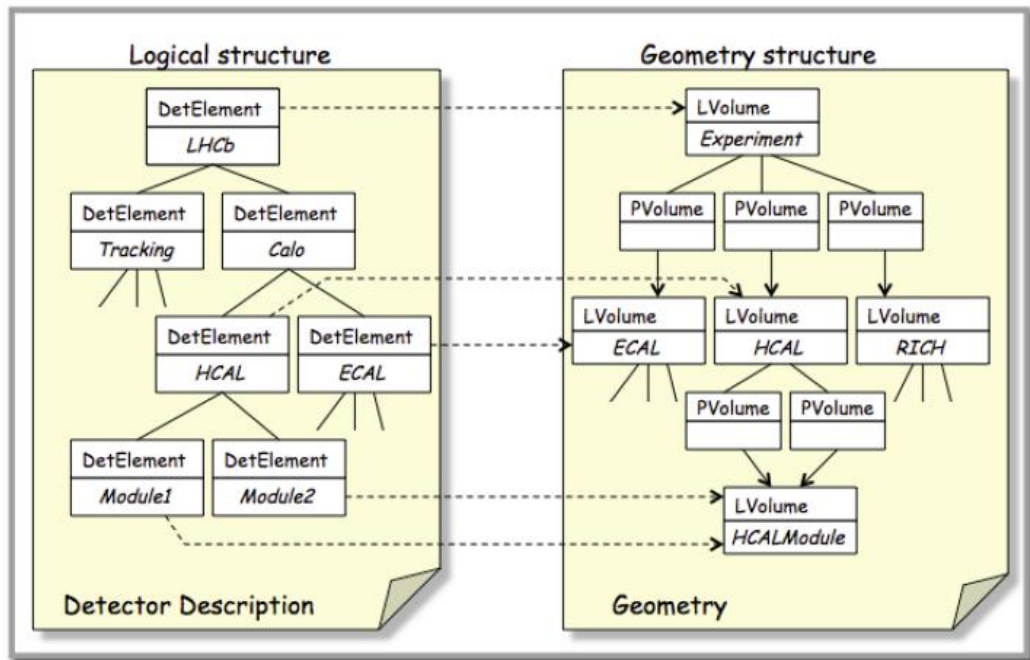 Logical structure
DetElement
LHCb
DetElement
Tracking
DetElement
Calo
DetElement
HCAL
DetElement
ECAL
DetElement
Module1
DetElement
Module2
Detector Description
Geometry structure
LVolume
Experiment
PVolume
PVolume
PVolume
LVolume
ECAL
LVolume
HCAL
LVolume
RICH
PVolume
PVolume
LVolume
HCALModule
Geometry